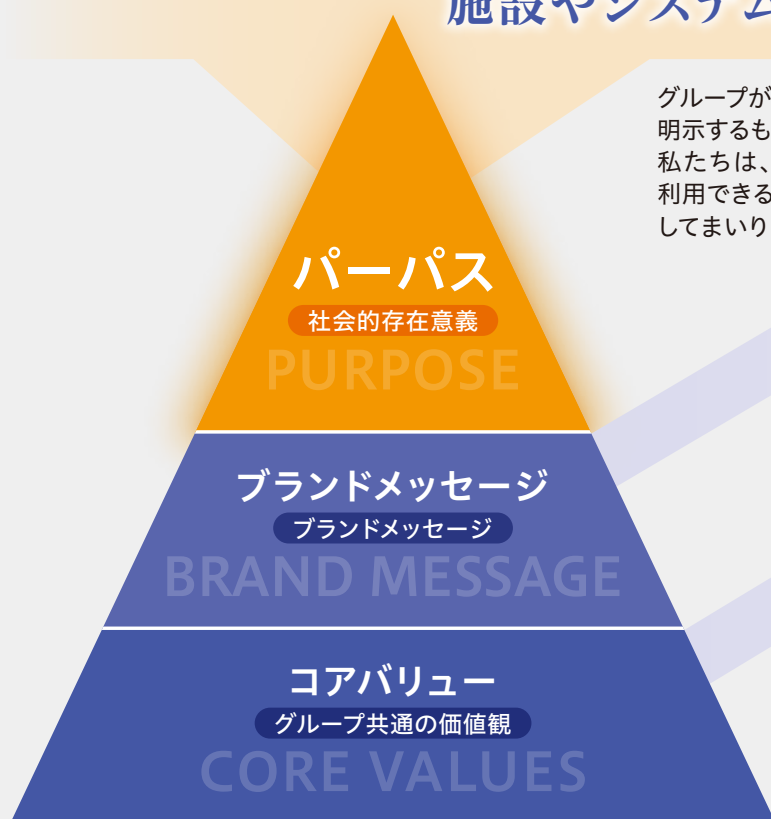 施設やシステム
グループが
明示するも
私たちは、
利用できる
してまいり
パーパス
社会的存在意義
PURPOSE
ブランドメッセージ
ブランドメッセージ
BRAND MESSAGE
コアバリュー
グループ共通の価値観
CORE VALUES